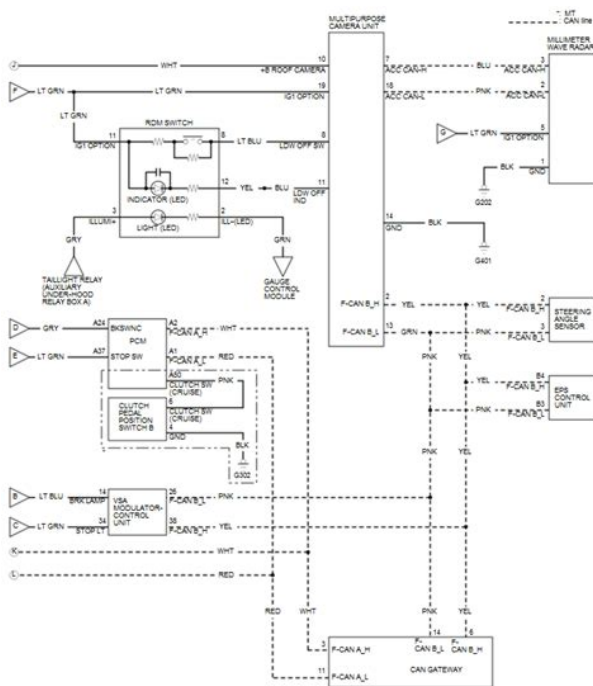 *: MT
-----: CAN line
MULTIPURPOSE
CAMERA UNIT
MILLIMETER
WAVE RADAR
J
WHT
10
+B ROOF CAMERA
7
ACC CAN-H
BLU
3
ACC CAN-H
F
LT GRN
LT GRN
19
IG1 OPTION
18
ACC CAN-L
PNK
2
ACC CAN-L
LT GRN
RDM SWITCH
11
IG1 OPTION
8
LT BLU
8
LDW OFF SW
G
LT GRN
5
IG1 OPTION
BLK
1
GND
G202
12
YEL
BLU
11
LDW OFF
IND
INDICATOR (LED)
3
ILLUMI+
LIGHT (LED)
2
ILL-(LED)
14
GND
BLK
G401
GRY
GRN
TAILLIGHT RELAY
(AUXILIARY
UNDER-HOOD
RELAY BOX A)
GAUGE
CONTROL
MODULE
F-CAN B_H
2
YEL
YEL
2
F-CAN B_H
STEERING
ANGLE
SENSOR
F-CAN B_L
13
GRN
PNK
3
F-CAN B_L
D
GRY
A24
BKSWNC
A2
F-CAN A_H
WHT
PCM
E
LT GRN
A37
STOP SW
A1
F-CAN A_L
RED
PNK
YEL
A50
CLUTCH SW
(CRUISE)
PNK
YEL
B4
F-CAN B_H
EPS
CONTROL
UNIT
PNK
B3
F-CAN B_L
CLUTCH
PEDAL
POSITION
SWITCH B
CLUTCH SW
(CRUISE)
4
GND
BLK
G302
PNK
YEL
B
LT BLU
14
BRK LAMP
VSA
MODULATOR-
CONTROL
UNIT
26
F-CAN B_L
PNK
C
LT GRN
34
STOP LT
38
F-CAN B_H
YEL
K
WHT
L
RED
RED
WHT
PNK
YEL
14
6
3
F-CAN A_H
F-
CAN B_L
F-
CAN B_H
11
F-CAN A_L
CAN GATEWAY